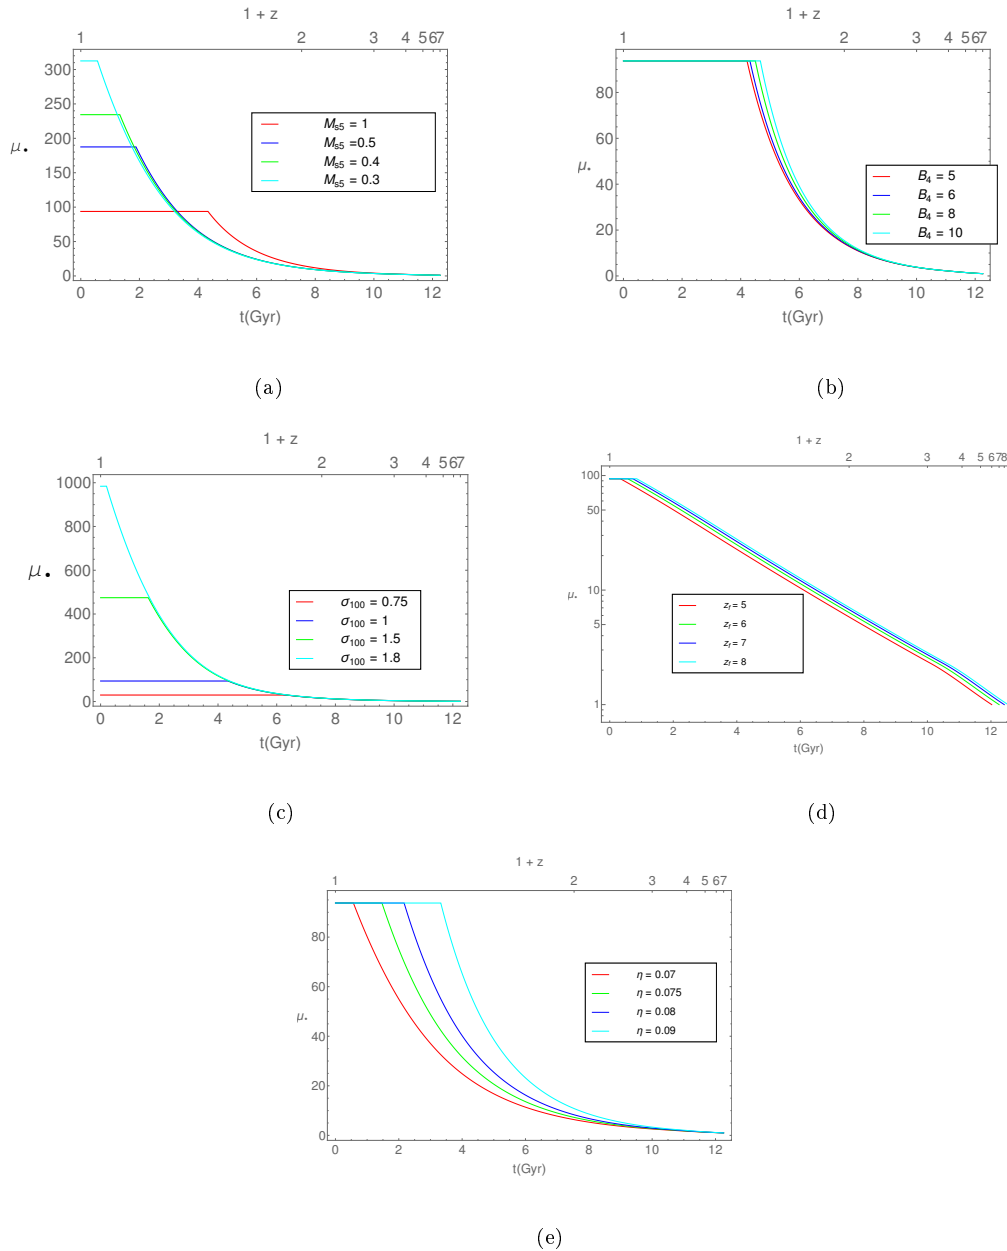 1 + z
1 2 3 4 5 6 7
300
250
200
150
100
50
0
μ•
M_s5 = 1
M_s5 =0.5
M_s5 = 0.4
M_s5 = 0.3
0 2 4 6 8 10 12
t(Gyr)
(a)
1 + z
1 2 3 4 5 6 7
80
60
40
20
0
μ•
B_4 = 5
B_4 = 6
B_4 = 8
B_4 = 10
0 2 4 6 8 10 12
t(Gyr)
(b)
1 + z
1 2 3 4 5 6 7
1000
800
600
400
200
0
μ•
σ_100 = 0.75
σ_100 = 1
σ_100 = 1.5
σ_100 = 1.8
0 2 4 6 8 10 12
t(Gyr)
(c)
1 + z
1 2 3 4 5 6 7 8
100
50
10
5
1
μ•
z_f = 5
z_f = 6
z_f = 7
z_f = 8
0 2 4 6 8 10 12
t(Gyr)
(d)
1 + z
1 2 3 4 5 6 7
80
60
40
20
0
μ•
η = 0.07
η = 0.075
η = 0.08
η = 0.09
0 2 4 6 8 10 12
t(Gyr)
(e)